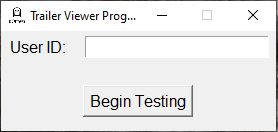 Trailer Viewer Prog...
User ID:
Begin Testing